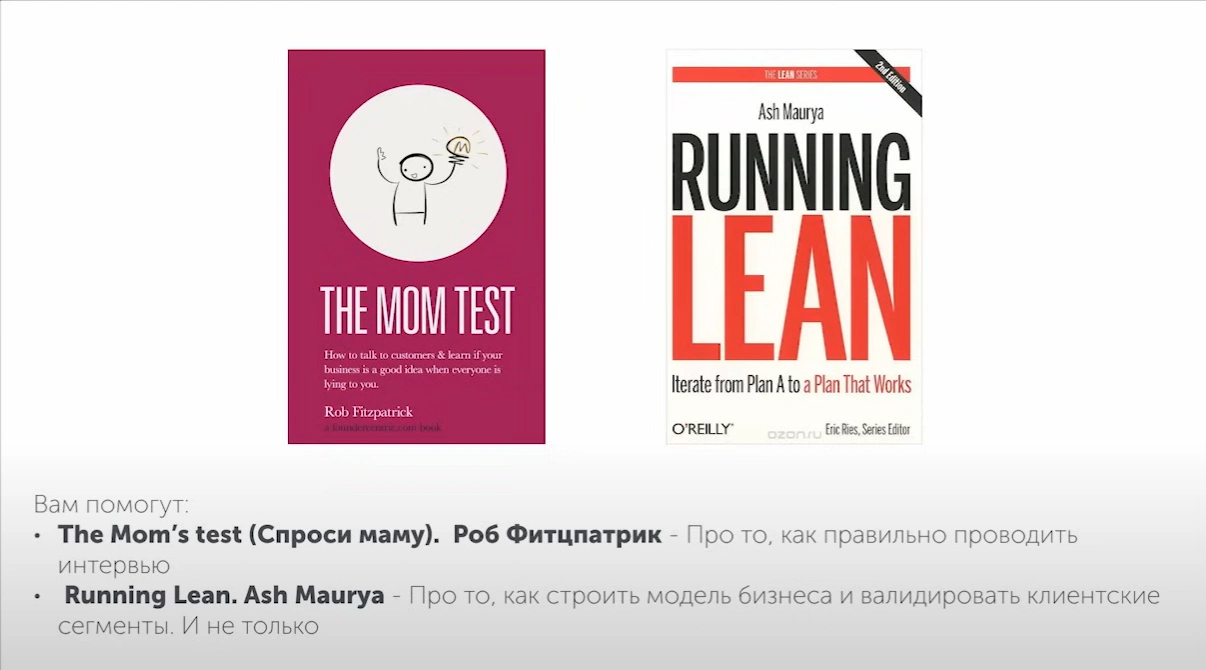 THE MOM TEST
How to talk to customers & learn if your
business is a good idea when everyone is
lying to you.
Rob Fitzpatrick
a foundercentric.com book
THE LEAN SERIES
2nd Edition
Ash Maurya
RUNNING
LEAN
Iterate from Plan A to a Plan That Works
O'REILLY
ozon.ru
Eric Ries, Series Editor
Вам помогут:
• The Mom’s test (Спроси маму). Роб Фитцпатрик - Про то, как правильно проводить
интервью
• Running Lean. Ash Maurya - Про то, как строить модель бизнеса и валидировать клиентские
сегменты. И не только